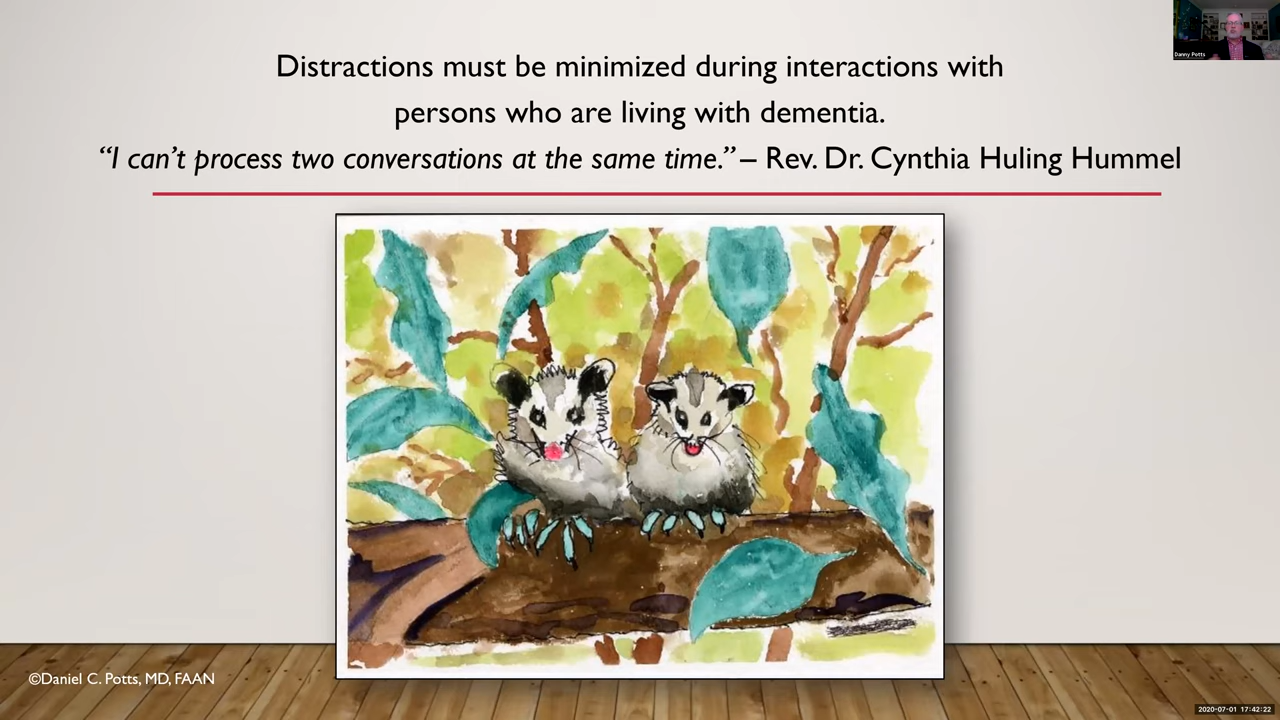 Danny Potts
Distractions must be minimized during interactions with
persons who are living with dementia.
“I can’t process two conversations at the same time.” – Rev. Dr. Cynthia Huling Hummel
©Daniel C. Potts, MD, FAAN
2020-07-01 17:42:22